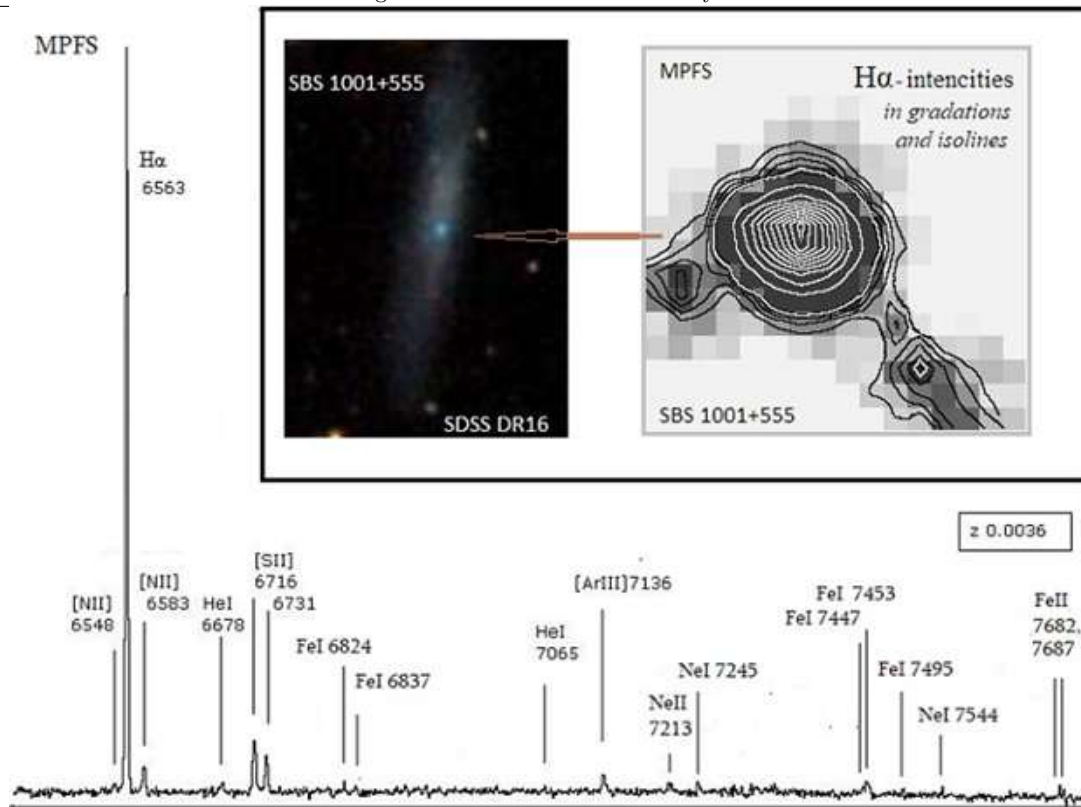 MPFS
Hα
6563
SBS 1001+555
SDSS DR16
MPFS
Hα- intencities
in gradations
and isolines
SBS 1001+555
z 0.0036
[NII]
6548
[NII]
6583
HeI
6678
[SII]
6716
6731
FeI 6824
FeI 6837
HeI
7065
[ArIII]7136
NeII
7213
NeI 7245
FeI 7453
FeI 7447
FeI 7495
NeI 7544
FeII
7682,
7687